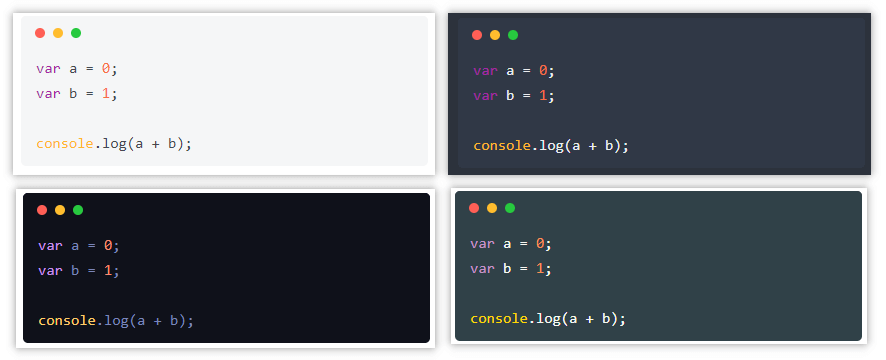 var a = 0;
var b = 1;
console.log(a + b);
var a = 0;
var b = 1;
console.log(a + b);
var a = 0;
var b = 1;
console.log(a + b);
var a = 0;
var b = 1;
console.log(a + b);